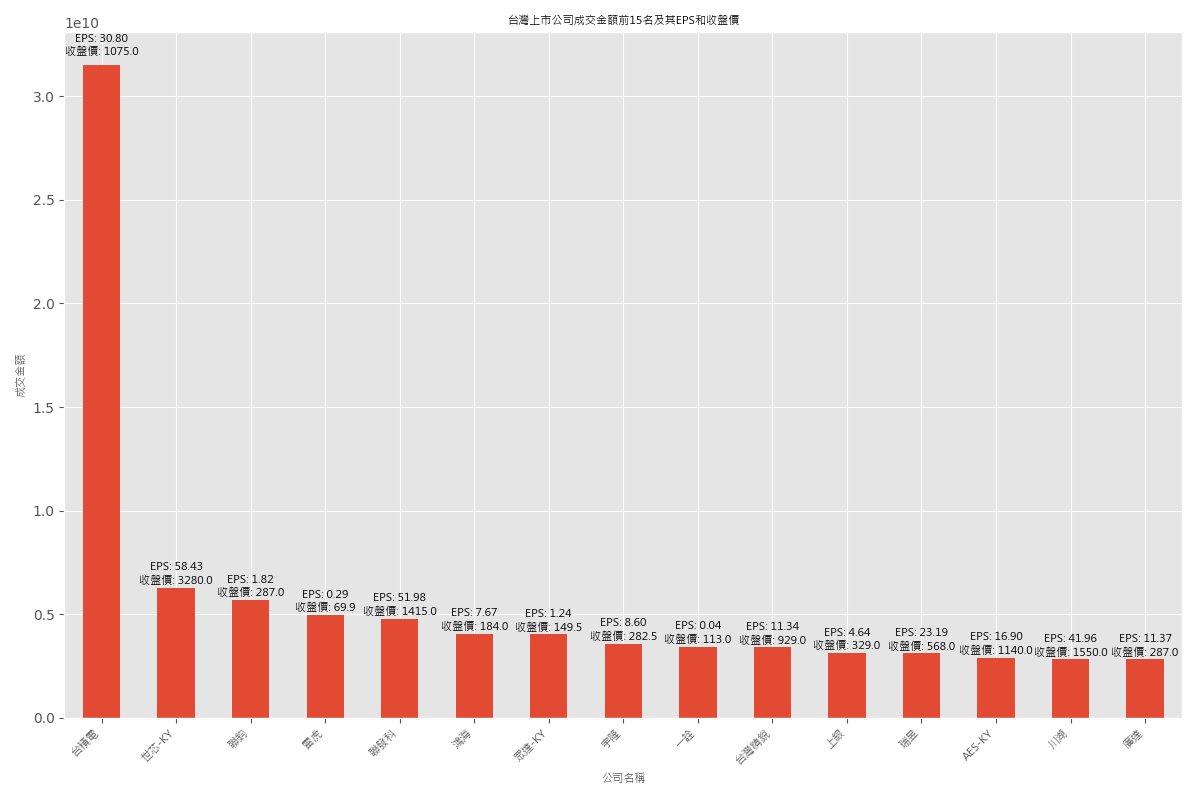 台灣上市公司成交金額前15名及其EPS和收盤價
1e10
3.0
2.5
2.0
1.5
1.0
0.5
0.0
成交金額
EPS: 30.80
收盤價: 1075.0
EPS: 58.43
收盤價: 3280.0
EPS: 1.82
收盤價: 287.0
EPS: 0.29
收盤價: 69.9
EPS: 51.98
收盤價: 1415.0
EPS: 7.67
收盤價: 184.0
EPS: 1.24
收盤價: 149.5
EPS: 8.60
收盤價: 282.5
EPS: 0.04
收盤價: 113.0
EPS: 11.34
收盤價: 929.0
EPS: 4.64
收盤價: 329.0
EPS: 23.19
收盤價: 568.0
EPS: 16.90
收盤價: 1140.0
EPS: 41.96
收盤價: 1550.0
EPS: 11.37
收盤價: 287.0
台積電
世芯-KY
聯鈞
雷虎
聯發科
鴻海
眾達-KY
宇隆
一詮
台灣精銳
上銀
瑞昱
AES-KY
川湖
廣達
公司名稱